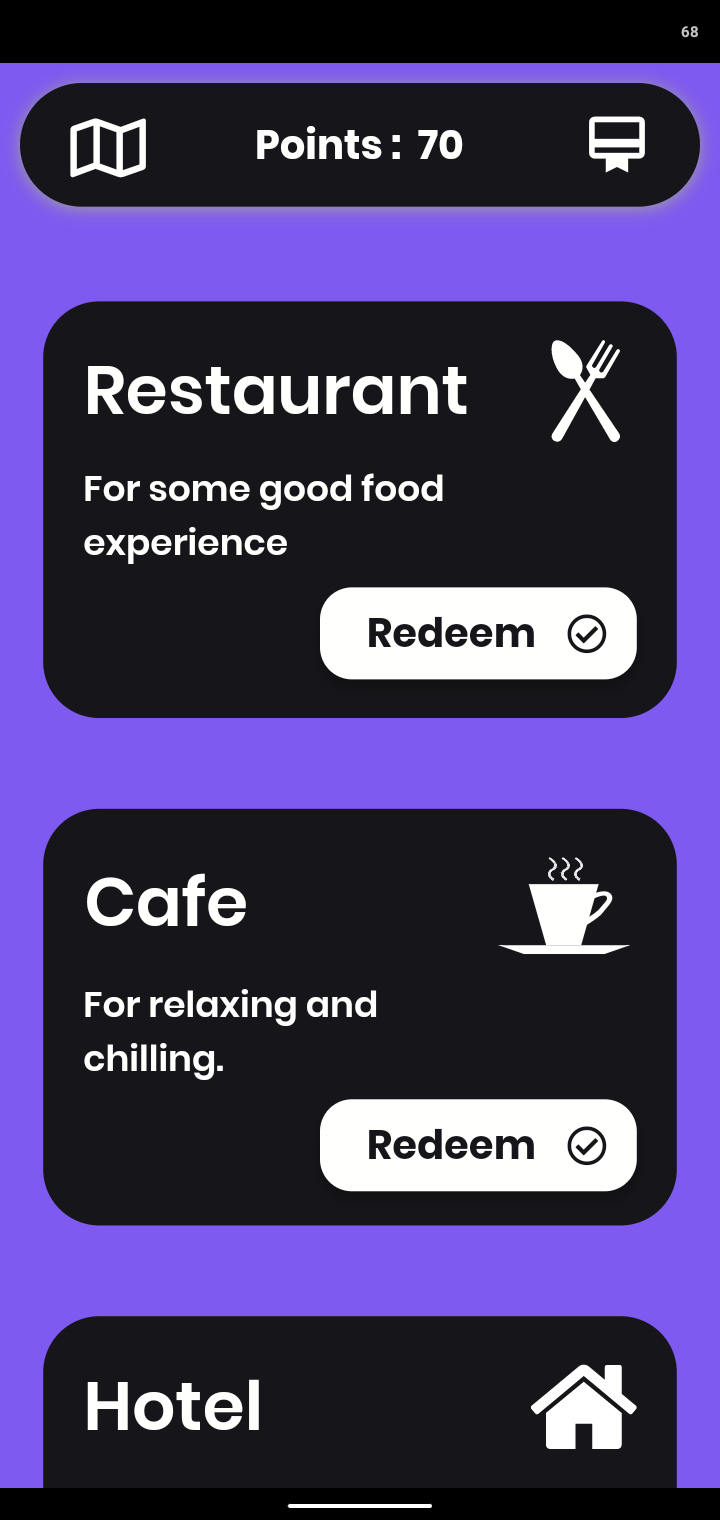 68
Points : 70
Restaurant
For some good food
experience
Redeem
Cafe
For relaxing and
chilling.
Redeem
Hotel